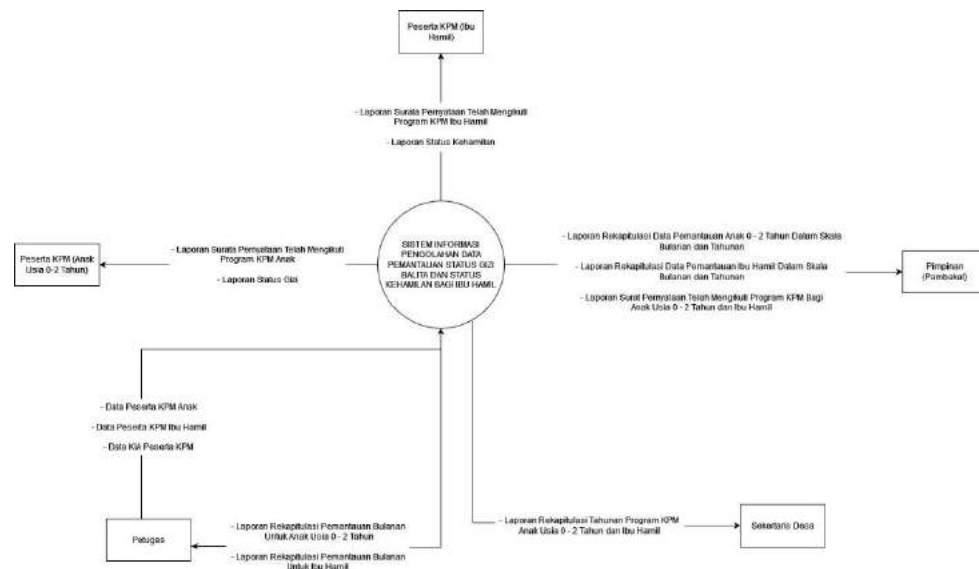 Peserta KPM (Ibu
Hamil)
- Laporan Surata Pernyataan Telah Mengikuti
Program KPM Ibu Hamil
- Laporan Status Kehamilan
Peserta KPM (Anak
Usia 0-2 Tahun)
- Laporan Surata Pernyataan Telah Mengikuti
Program KPM Anak
- Laporan Status Gizi
SISTEM INFORMASI
PENGOLAHAN DATA
PEMANTAUAN STATUS GIZI
BALITA DAN STATUS
KEHAMILAN BAGI IBU HAMIL
- Laporan Rekapitulasi Data Pemantauan Anak 0 - 2 Tahun Dalam Skala
Bulanan dan Tahunan
- Laporan Rekapitulasi Data Pemantauan Ibu Hamil Dalam Skala
Bulanan dan Tahunan
- Laporan Surat Pernyataan Telah Mengikuti Program KPM Bagi
Anak Usia 0 - 2 Tahun dan Ibu Hamil
Pimpinan
(Pambakal)
- Data Peserta KPM Anak
- Data Peserta KPM Ibu Hamil
- Data KIA Peserta KPM
Petugas
- Laporan Rekapitulasi Pemantauan Bulanan
Untuk Anak Usia 0 - 2 Tahun
- Laporan Rekapitulasi Pemantauan Bulanan
Untuk Ibu Hamil
- Laporan Rekapitulasi Tahunan Program KPM
Anak Usia 0 - 2 Tahun dan Ibu Hamil
Sekertaris Desa